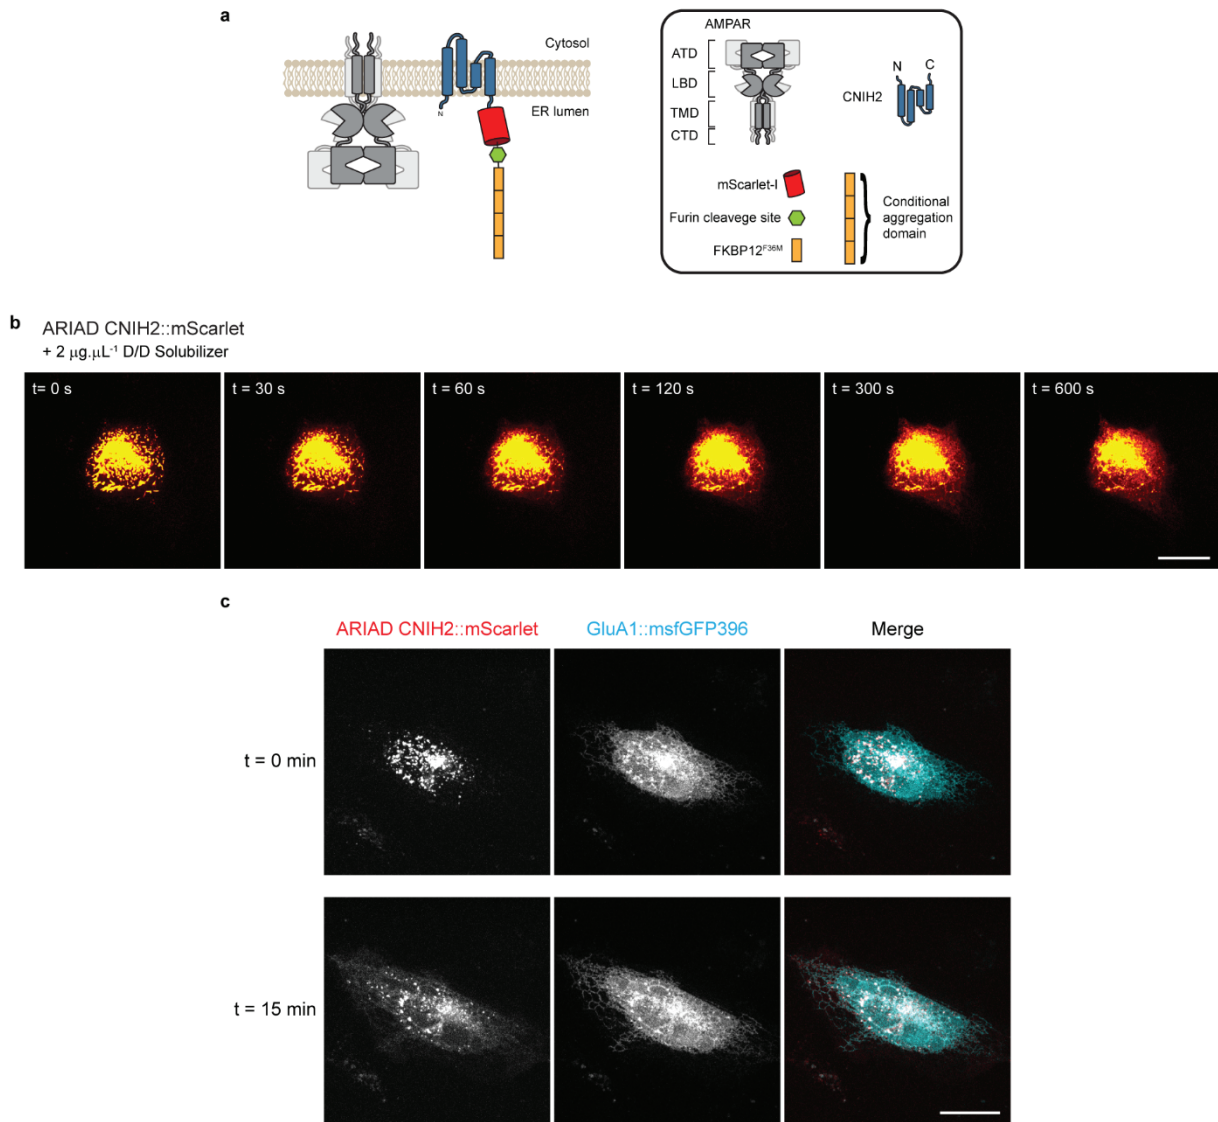 a
Cytosol
ER lumen
N
AMPAR
ATD
LBD
TMD
CTD
N
C
CNIH2
mScarlet-I
Furin cleavege site
FKBP12F36M
Conditional
aggregation
domain
b
ARIAD CNIH2::mScarlet
+ 2 µg.µL-1 D/D Solubilizer
t= 0 s
t = 30 s
t = 60 s
t = 120 s
t = 300 s
t = 600 s
c
ARIAD CNIH2::mScarlet
GluA1::msfGFP396
Merge
t = 0 min
t = 15 min